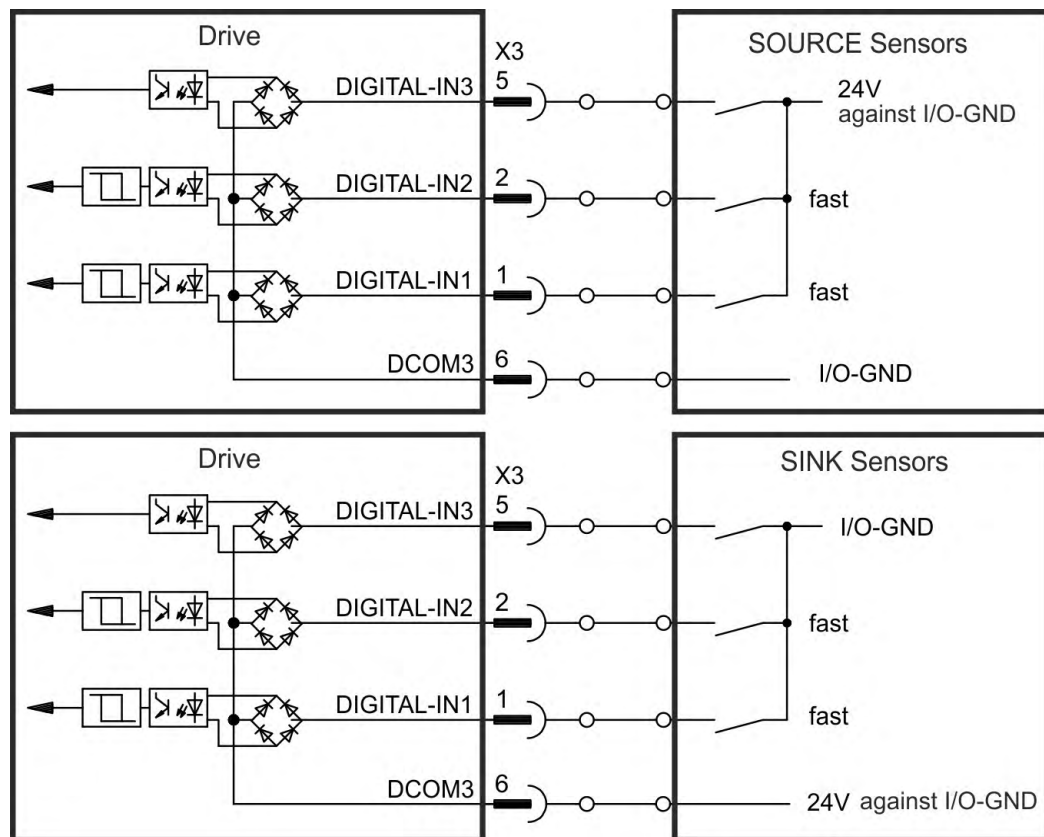 Drive
SOURCE Sensors
X3
DIGITAL-IN3
5
24V
against I/O-GND
DIGITAL-IN2
2
fast
DIGITAL-IN1
1
fast
DCOM3
6
I/O-GND
Drive
SINK Sensors
X3
DIGITAL-IN3
5
I/O-GND
DIGITAL-IN2
2
fast
DIGITAL-IN1
1
fast
DCOM3
6
24V against I/O-GND